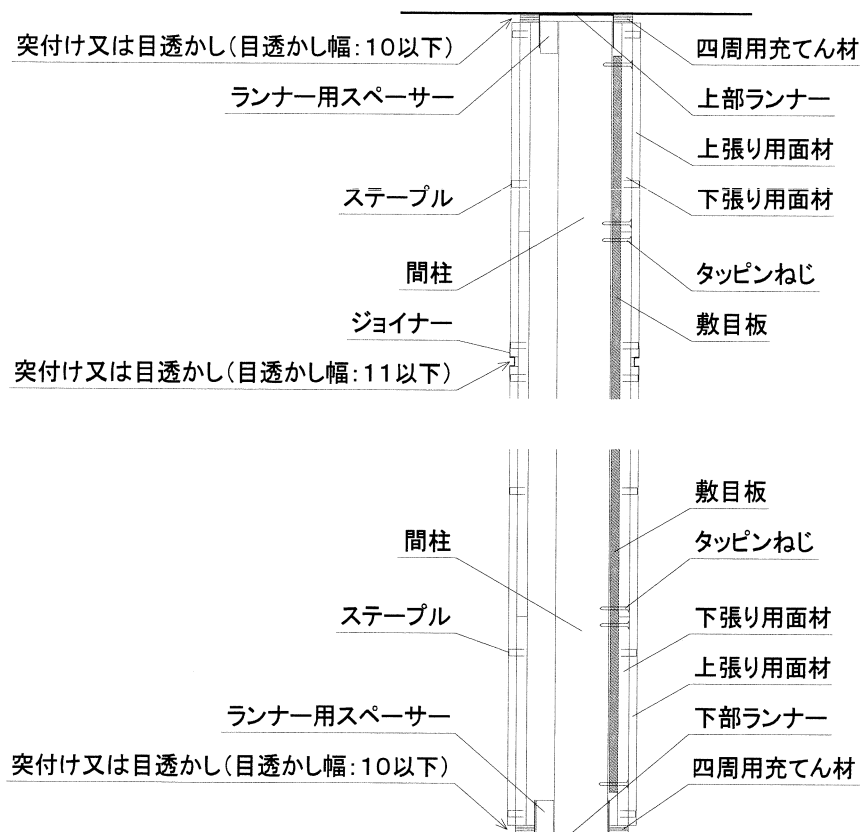 突付け又は目透かし(目透かし幅:10以下)
四周用充てん材
ランナー用スペーサー
上部ランナー
上張り用面材
ステープル
下張り用面材
間柱
タッピンねじ
ジョイナー
敷目板
突付け又は目透かし(目透かし幅:11以下)
敷目板
間柱
タッピンねじ
ステープル
下張り用面材
上張り用面材
ランナー用スペーサー
下部ランナー
突付け又は目透かし(目透かし幅:10以下)
四周用充てん材